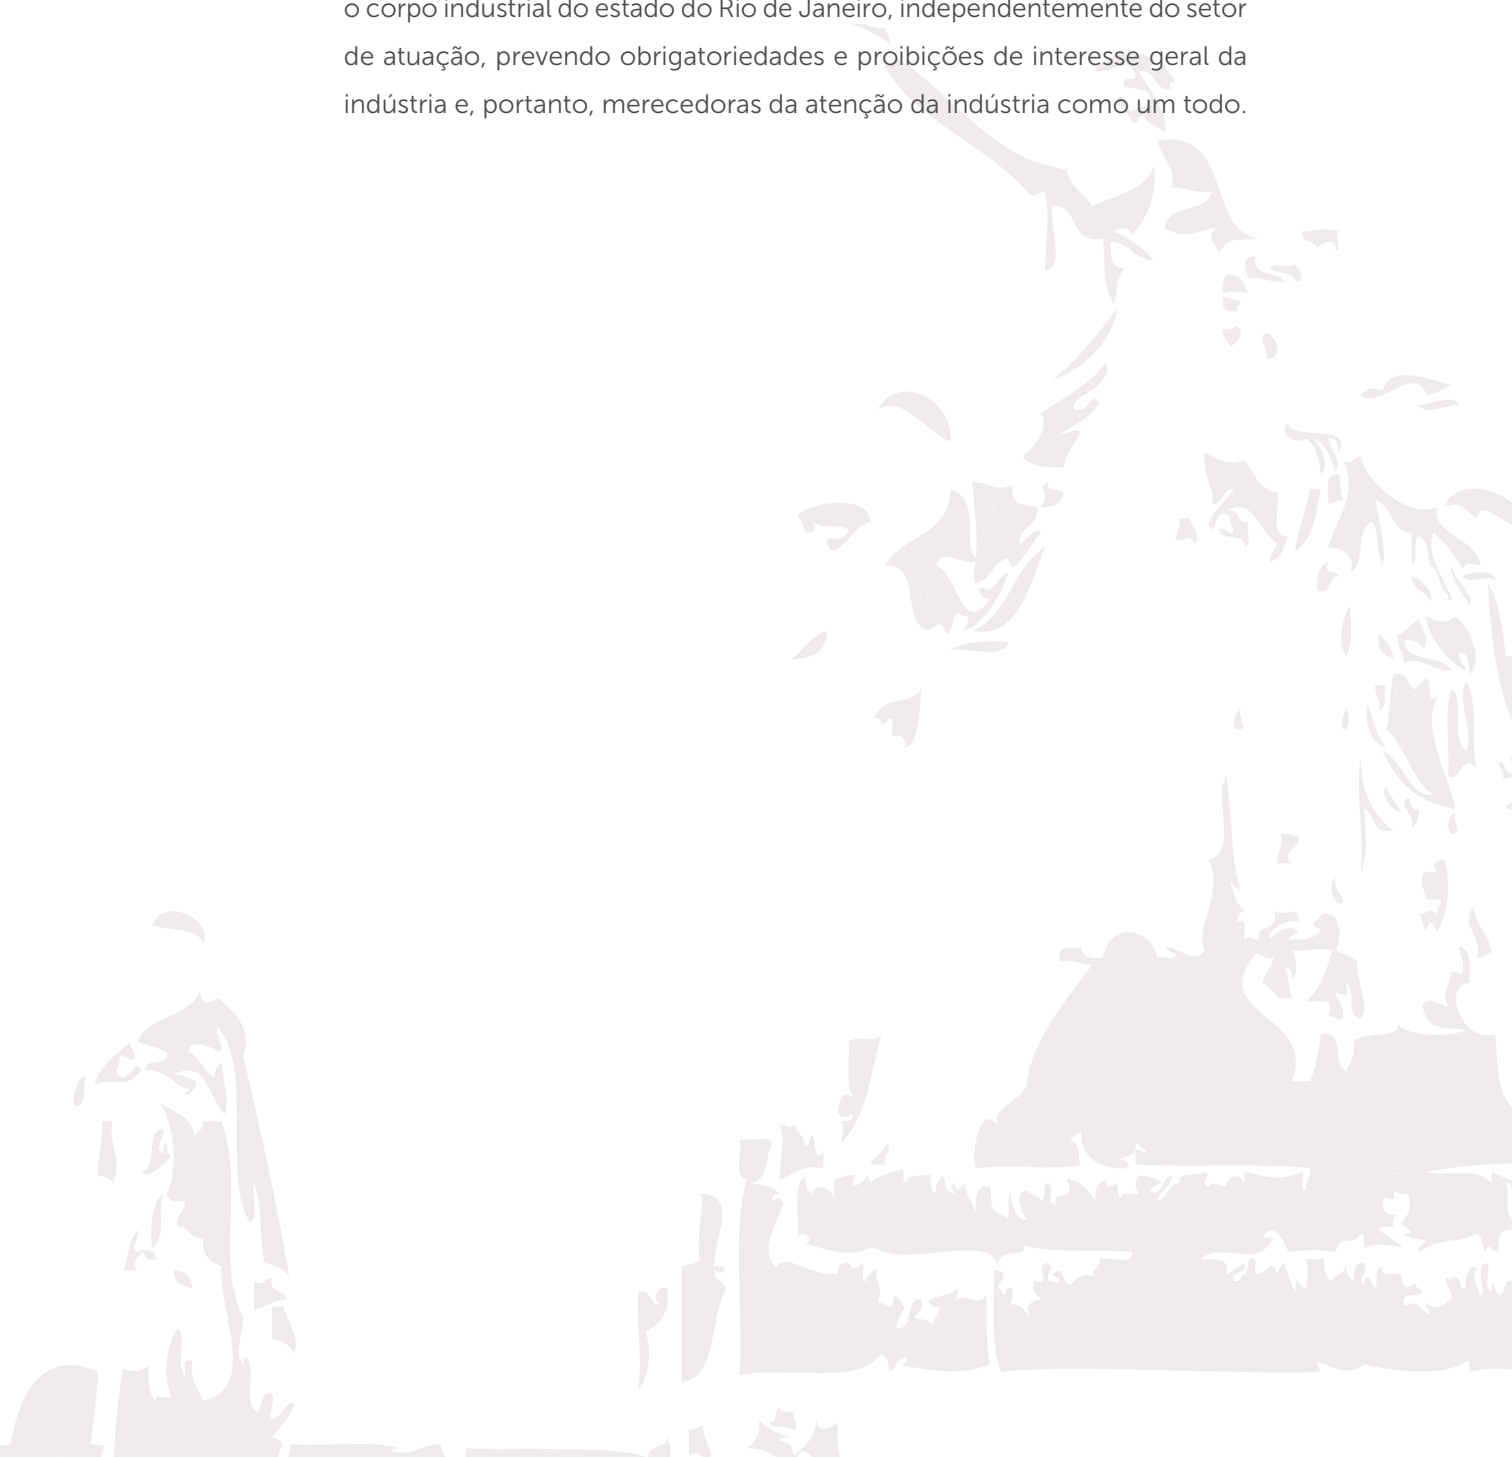 o corpo industrial do estado do Rio de Janeiro, independentemente do setor
de atuação, prevendo obrigatoriedades e proibições de interesse geral da
indústria e, portanto, merecedoras da atenção da indústria como um todo.